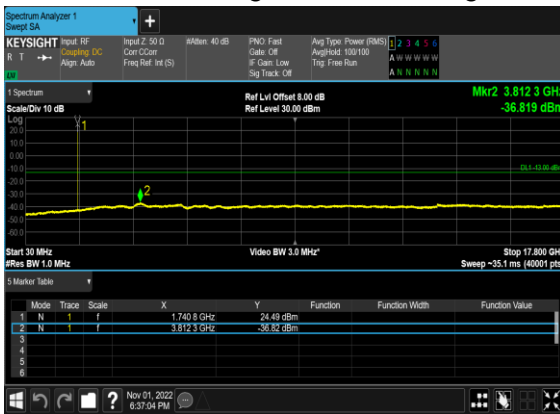 Spectrum Analyzer 1
Swept SA
KEYSIGHT
R T
LV
Input: RF
Coupling: DC
Align: Auto
Input Z: 50 Ω
Corr CCorr
Freq Ref: Int (S)
#Atten: 40 dB
PNO: Fast
Gate: Off
IF Gain: Low
Sig Track: Off
Avg Type: Power (RMS)
Avg|Hold: 100/100
Trig: Free Run
1 2 3 4 5 6
A W W W W W
A N N N N N
1 Spectrum
Scale/Div 10 dB
Ref Lvl Offset 8.00 dB
Ref Level 30.00 dBm
Mkr2 3.812 3 GHz
-36.819 dBm
Log
20.0
10.0
0.00
-10.0
-20.0
-30.0
-40.0
-50.0
-60.0
1
2
DL1 -13.00 dBm
Start 30 MHz
#Res BW 1.0 MHz
Video BW 3.0 MHz*
Stop 17.800 GHz
Sweep ~35.1 ms (40001 pts)
5 Marker Table
Mode Trace Scale X Y Function Function Width Function Value
1 N 1 f 1.740 8 GHz 24.49 dBm
2 N 1 f 3.812 3 GHz -36.82 dBm
3
4
5
6
?
Nov 01, 2022
6:37:04 PM